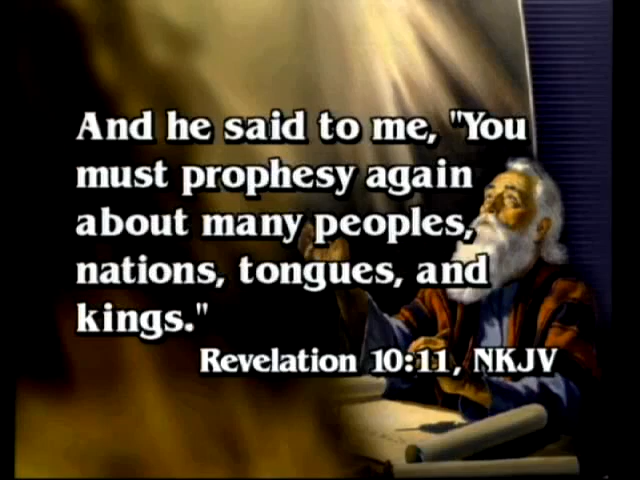 And he said to me, "You
must prophesy again
about many peoples,
nations, tongues, and
kings."
Revelation 10:11, NKJV